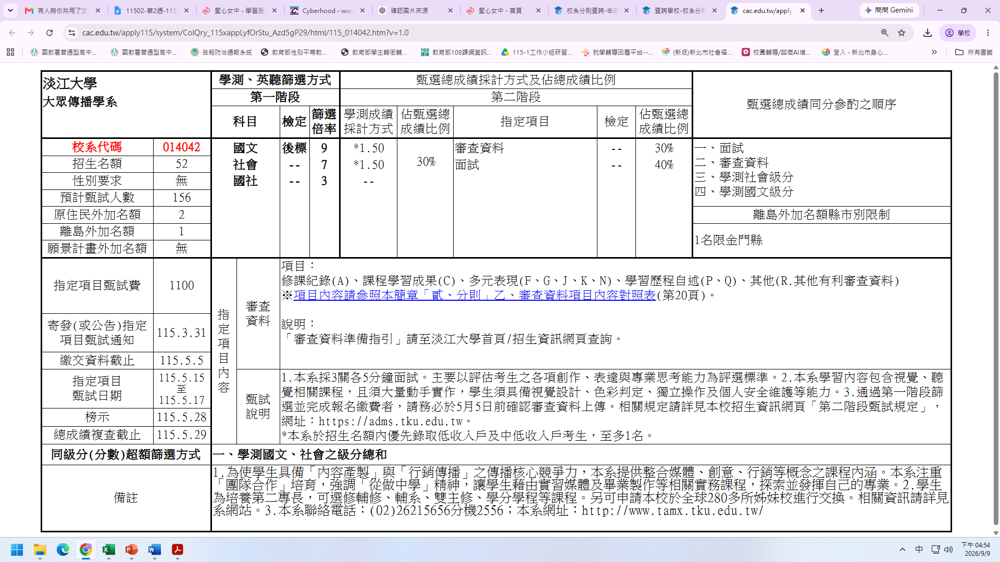 有人與你共用了文
11502-第2週-115
聖心女中 - 學習歷
Cyberhood - www
確認圖片來源
聖心女中 - 首頁
校系分則查詢-申請
查詢學校-校系分則
cac.edu.tw/apply
問問 Gemini
cac.edu.tw/apply115/system/ColQry_115xappLyfOrStu_Azd5gP29/html/115_014042.htm?v=1.0
學校
國教署普通型高中...
國教署普通型高中...
自殺防治通報系統
教育部性別平等教...
教育部學生轉銜輔...
教育部108課綱資訊...
115-1工作小組研習...
就學輔導回覆平台--...
(新版)新北市社會福...
校園輔導/諮商AI增...
登入 - 新北市身心...
所有書籤
淡江大學
大眾傳播學系
學測、英聽篩選方式
甄選總成績採計方式及佔總成績比例
甄選總成績同分參酌之順序
第一階段
第二階段
科目
檢定
篩選
倍率
學測成績
採計方式
佔甄選總
成績比例
指定項目
檢定
佔甄選總
成績比例
校系代碼 014042
招生名額 52
性別要求 無
預計甄試人數 156
原住民外加名額 2
離島外加名額 1
願景計畫外加名額 無
國文 後標 9 *1.50
社會 -- 7 *1.50
國社 -- 3 --
30%
審查資料 -- 30%
面試 -- 40%
一、面試
二、審查資料
三、學測社會級分
四、學測國文級分
離島外加名額縣市別限制
1名限金門縣
指定項目甄試費 1100
寄發(或公告)指定
項目甄試通知
115.3.31
繳交資料截止 115.5.5
指定項目
甄試日期
115.5.15
至
115.5.17
榜示 115.5.28
總成績複查截止 115.5.29
指定項目內容
審查
資料
項目：
修課紀錄(A)、課程學習成果(C)、多元表現(F、G、J、K、N)、學習歷程自述(P、Q)、其他(R.其他有利審查資料)
※項目內容請參照本簡章「貳、分則」乙、審查資料項目內容對照表(第20頁)。
說明：
「審查資料準備指引」請至淡江大學首頁/招生資訊網頁查詢。
甄試
說明
1.本系採3關各5分鐘面試。主要以評估考生之各項創作、表達與專業思考能力為評選標準。2.本系學習內容包含視覺、聽
覺相關課程，且須大量動手實作，學生須具備視覺設計、色彩判定、獨立操作及個人安全維護等能力。3.通過第一階段篩
選並完成報名繳費者，請務必於5月5日前確認審查資料上傳。相關規定請詳見本校招生資訊網頁「第二階段甄試規定」，
網址：https://adms.tku.edu.tw。
*本系於招生名額內優先錄取低收入戶及中低收入戶考生，至多1名。
同級分(分數)超額篩選方式
一、學測國文、社會之級分總和
備註
1.為使學生具備「內容產製」與「行銷傳播」之傳播核心競爭力，本系提供整合媒體、創意、行銷等概念之課程內涵。本系注重
「團隊合作」培育，強調「從做中學」精神，讓學生藉由實習媒體及畢業製作等相關實務課程，探索並發揮自己的專業。2.學生
為培養第二專長，可選修輔修、輔系、雙主修、學分學程等課程。另可申請本校於全球280多所姊妹校進行交換。相關資訊請詳見
系網站。3.本系聯絡電話：(02)26215656分機2556；本系網址：http://www.tamx.tku.edu.tw/
中
下午 04:54
2026/9/9